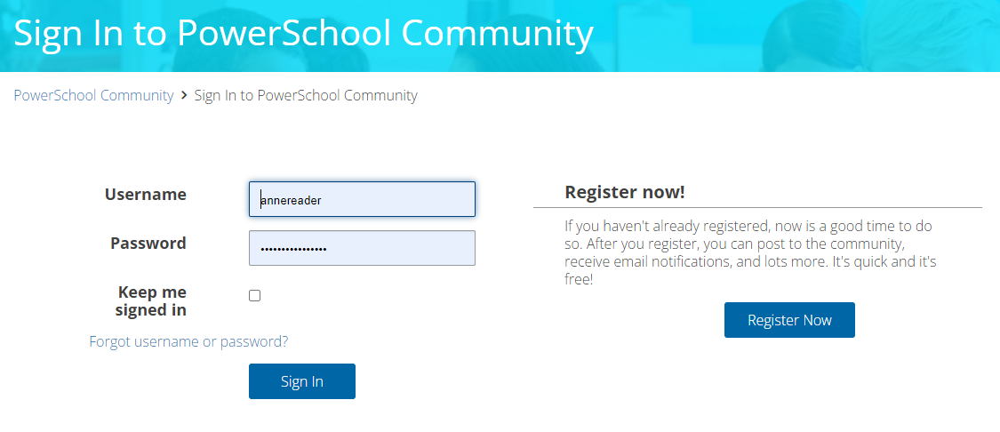 Sign In to PowerSchool Community
PowerSchool Community > Sign In to PowerSchool Community
Username
annereader
Password
••••••••••••••••
Keep me
signed in
Forgot username or password?
Sign In
Register now!
If you haven't already registered, now is a good time to do
so. After you register, you can post to the community,
receive email notifications, and lots more. It's quick and it's
free!
Register Now